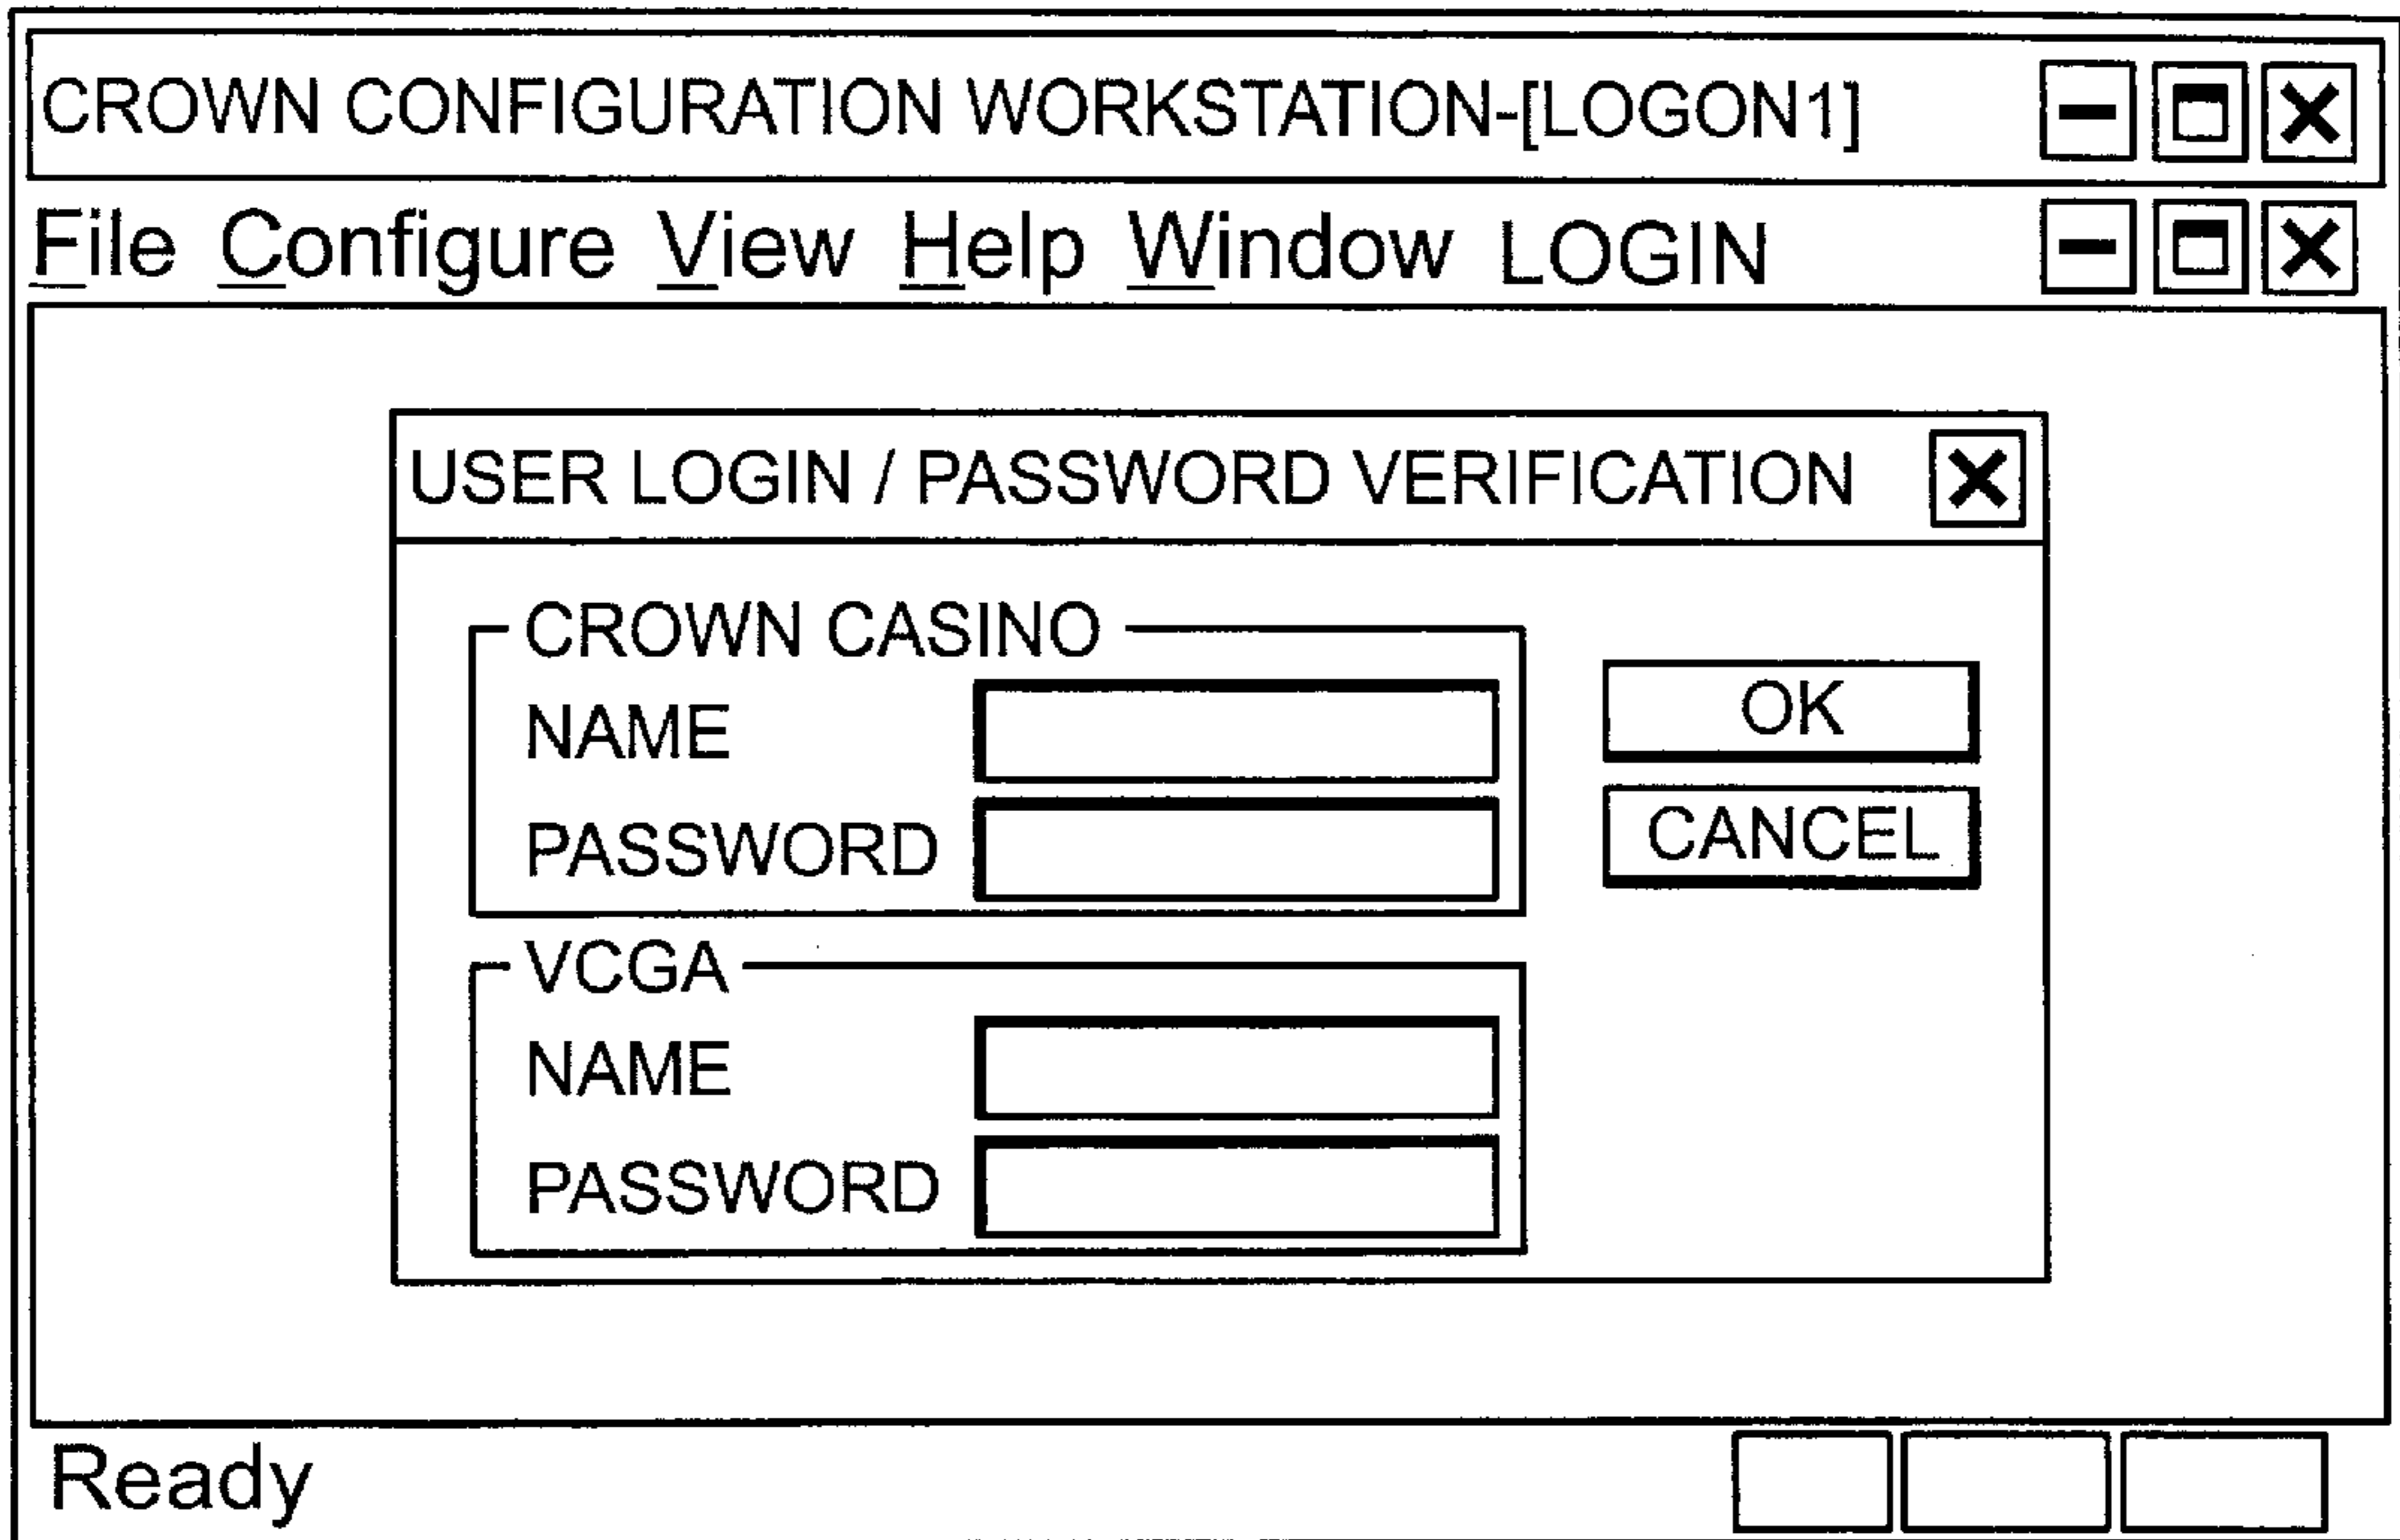 CROWN CONFIGURATION WORKSTATION-[LOGON1]
File Configure View Help Window LOGIN
USER LOGIN / PASSWORD VERIFICATION
CROWN CASINO
NAME
OK
PASSWORD
CANCEL
VCGA
NAME
PASSWORD
Ready